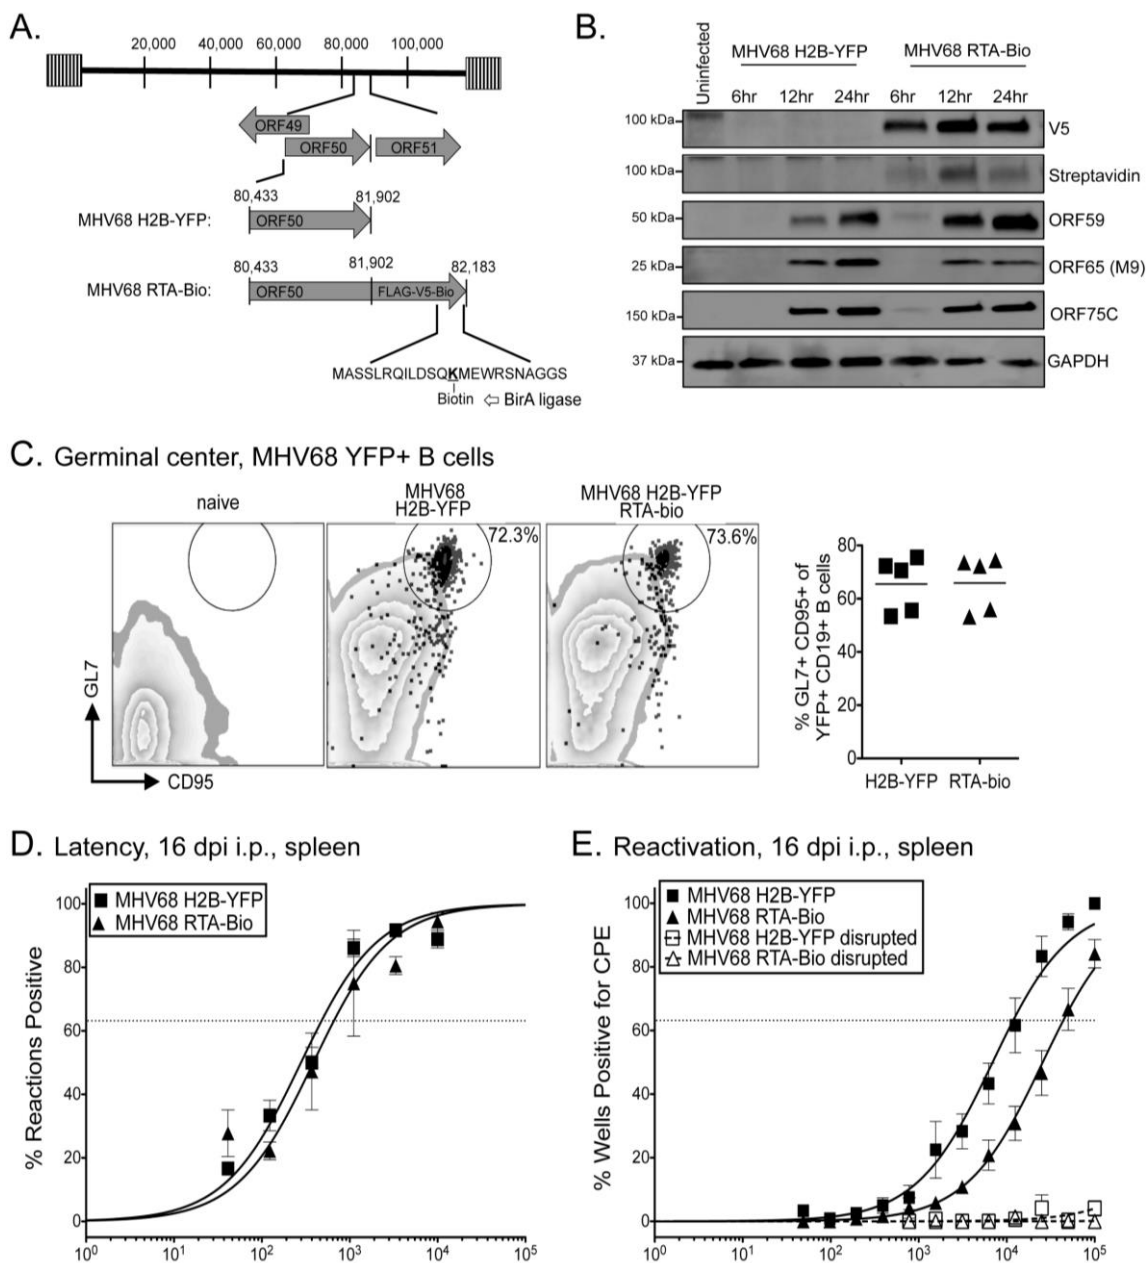 A.
20,000 40,000 60,000 80,000 100,000
ORF49
ORF50 ORF51
80,433 81,902
MHV68 H2B-YFP: ORF50
80,433 81,902 82,183
MHV68 RTA-Bio: ORF50 FLAG-V5-Bio
MASSLRQILDSQKMEWRSNAGGS
Biotin ⇦ BirA ligase
B.
Uninfected
MHV68 H2B-YFP MHV68 RTA-Bio
6hr 12hr 24hr 6hr 12hr 24hr
100 kDa V5
100 kDa Streptavidin
50 kDa ORF59
25 kDa ORF65 (M9)
150 kDa ORF75C
37 kDa GAPDH
C. Germinal center, MHV68 YFP+ B cells
naive
MHV68
H2B-YFP
MHV68 H2B-YFP
RTA-bio
72.3%
73.6%
GL7
CD95
% GL7+ CD95+ of
YFP+ CD19+ B cells
80
60
40
20
0
H2B-YFP RTA-bio
D. Latency, 16 dpi i.p., spleen
MHV68 H2B-YFP
MHV68 RTA-Bio
% Reactions Positive
100
80
60
40
20
0
10⁰ 10¹ 10² 10³ 10⁴ 10⁵
E. Reactivation, 16 dpi i.p., spleen
MHV68 H2B-YFP
MHV68 RTA-Bio
MHV68 H2B-YFP disrupted
MHV68 RTA-Bio disrupted
% Wells Positive for CPE
100
80
60
40
20
0
10⁰ 10¹ 10² 10³ 10⁴ 10⁵